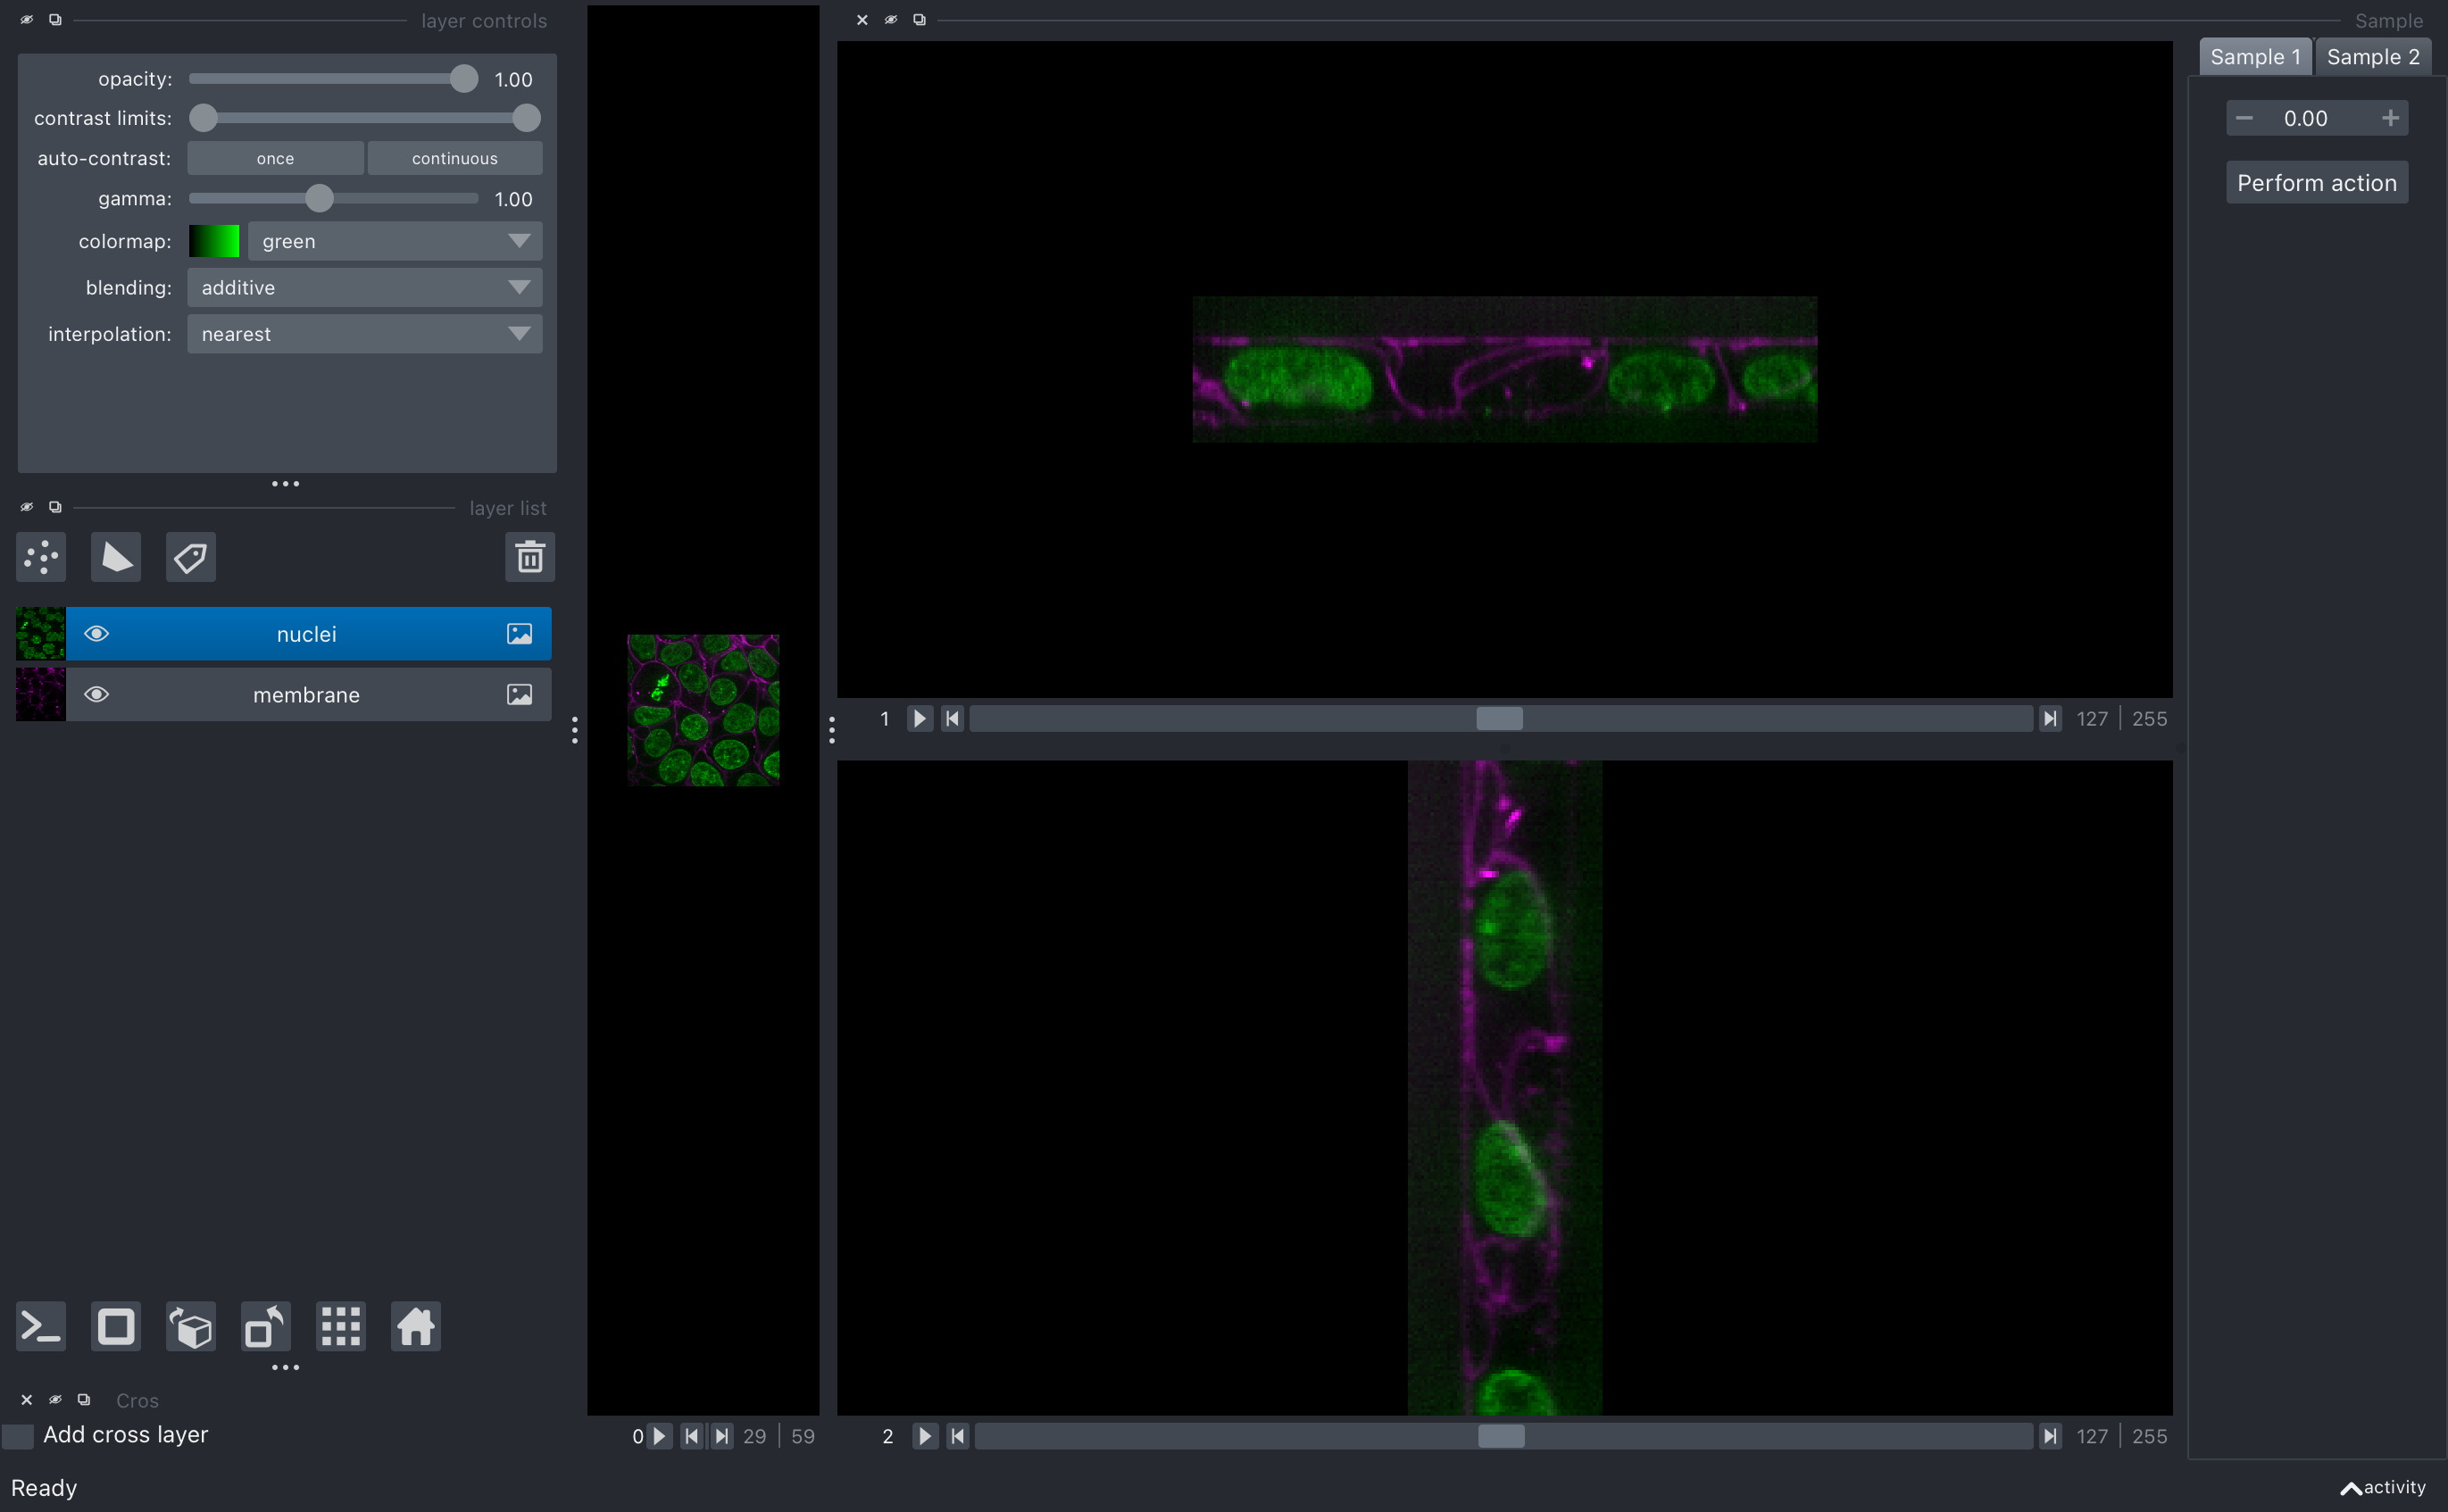 layer controls
opacity: 1.00
contrast limits:
auto-contrast: once continuous
gamma: 1.00
colormap: green
blending: additive
interpolation: nearest
layer list
nuclei
membrane
Cros
Add cross layer
Ready
0 29 59
1 127 255
2 127 255
Sample
Sample 1 Sample 2
0.00
Perform action
activity